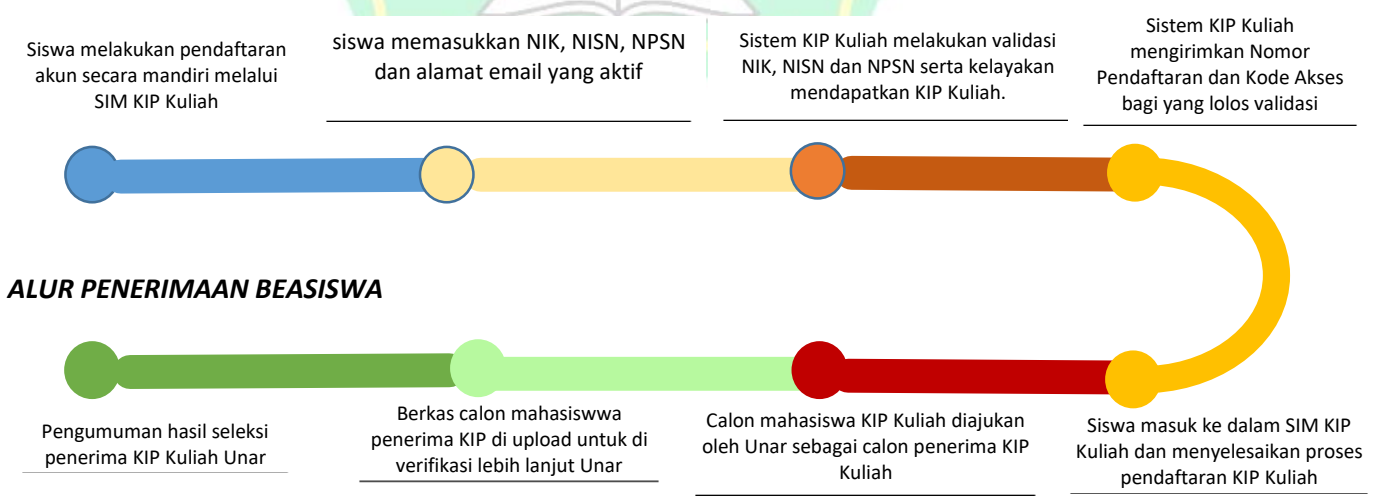 Siswa melakukan pendaftaran
akun secara mandiri melalui
SIM KIP Kuliah
siswa memasukkan NIK, NISN, NPSN
dan alamat email yang aktif
Sistem KIP Kuliah melakukan validasi
NIK, NISN dan NPSN serta kelayakan
mendapatkan KIP Kuliah.
Sistem KIP Kuliah
mengirimkan Nomor
Pendaftaran dan Kode Akses
bagi yang lolos validasi
ALUR PENERIMAAN BEASISWA
Pengumuman hasil seleksi
penerima KIP Kuliah Unar
Berkas calon mahasiswwa
penerima KIP di upload untuk di
verifikasi lebih lanjut Unar
Calon mahasiswa KIP Kuliah diajukan
oleh Unar sebagai calon penerima KIP
Kuliah
Siswa masuk ke dalam SIM KIP
Kuliah dan menyelesaikan proses
pendaftaran KIP Kuliah